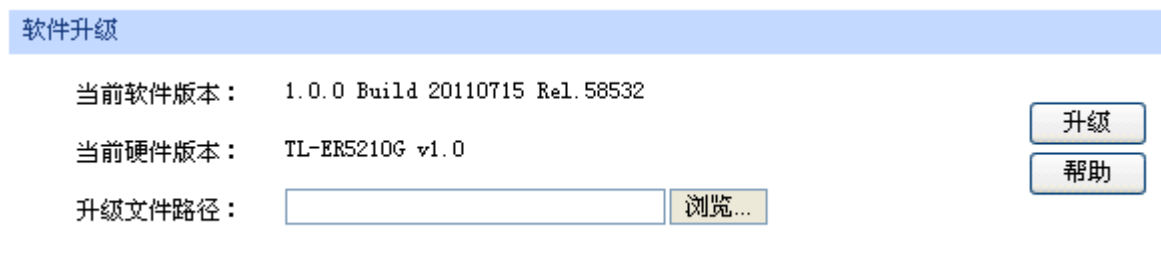 软件升级
当前软件版本： 1.0.0 Build 20110715 Rel.58532
当前硬件版本： TL-ER5210G v1.0
升级文件路径： 浏览...
升级
帮助